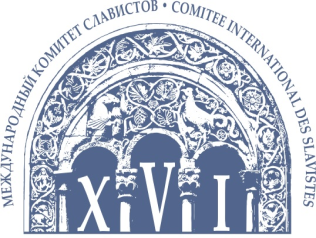 МЕЖДУНАРОДНЫЙ КОМИТЕТ СЛАВИСТОВ • COMITEE INTERNATIONAL DES SLAVISTES
XVI